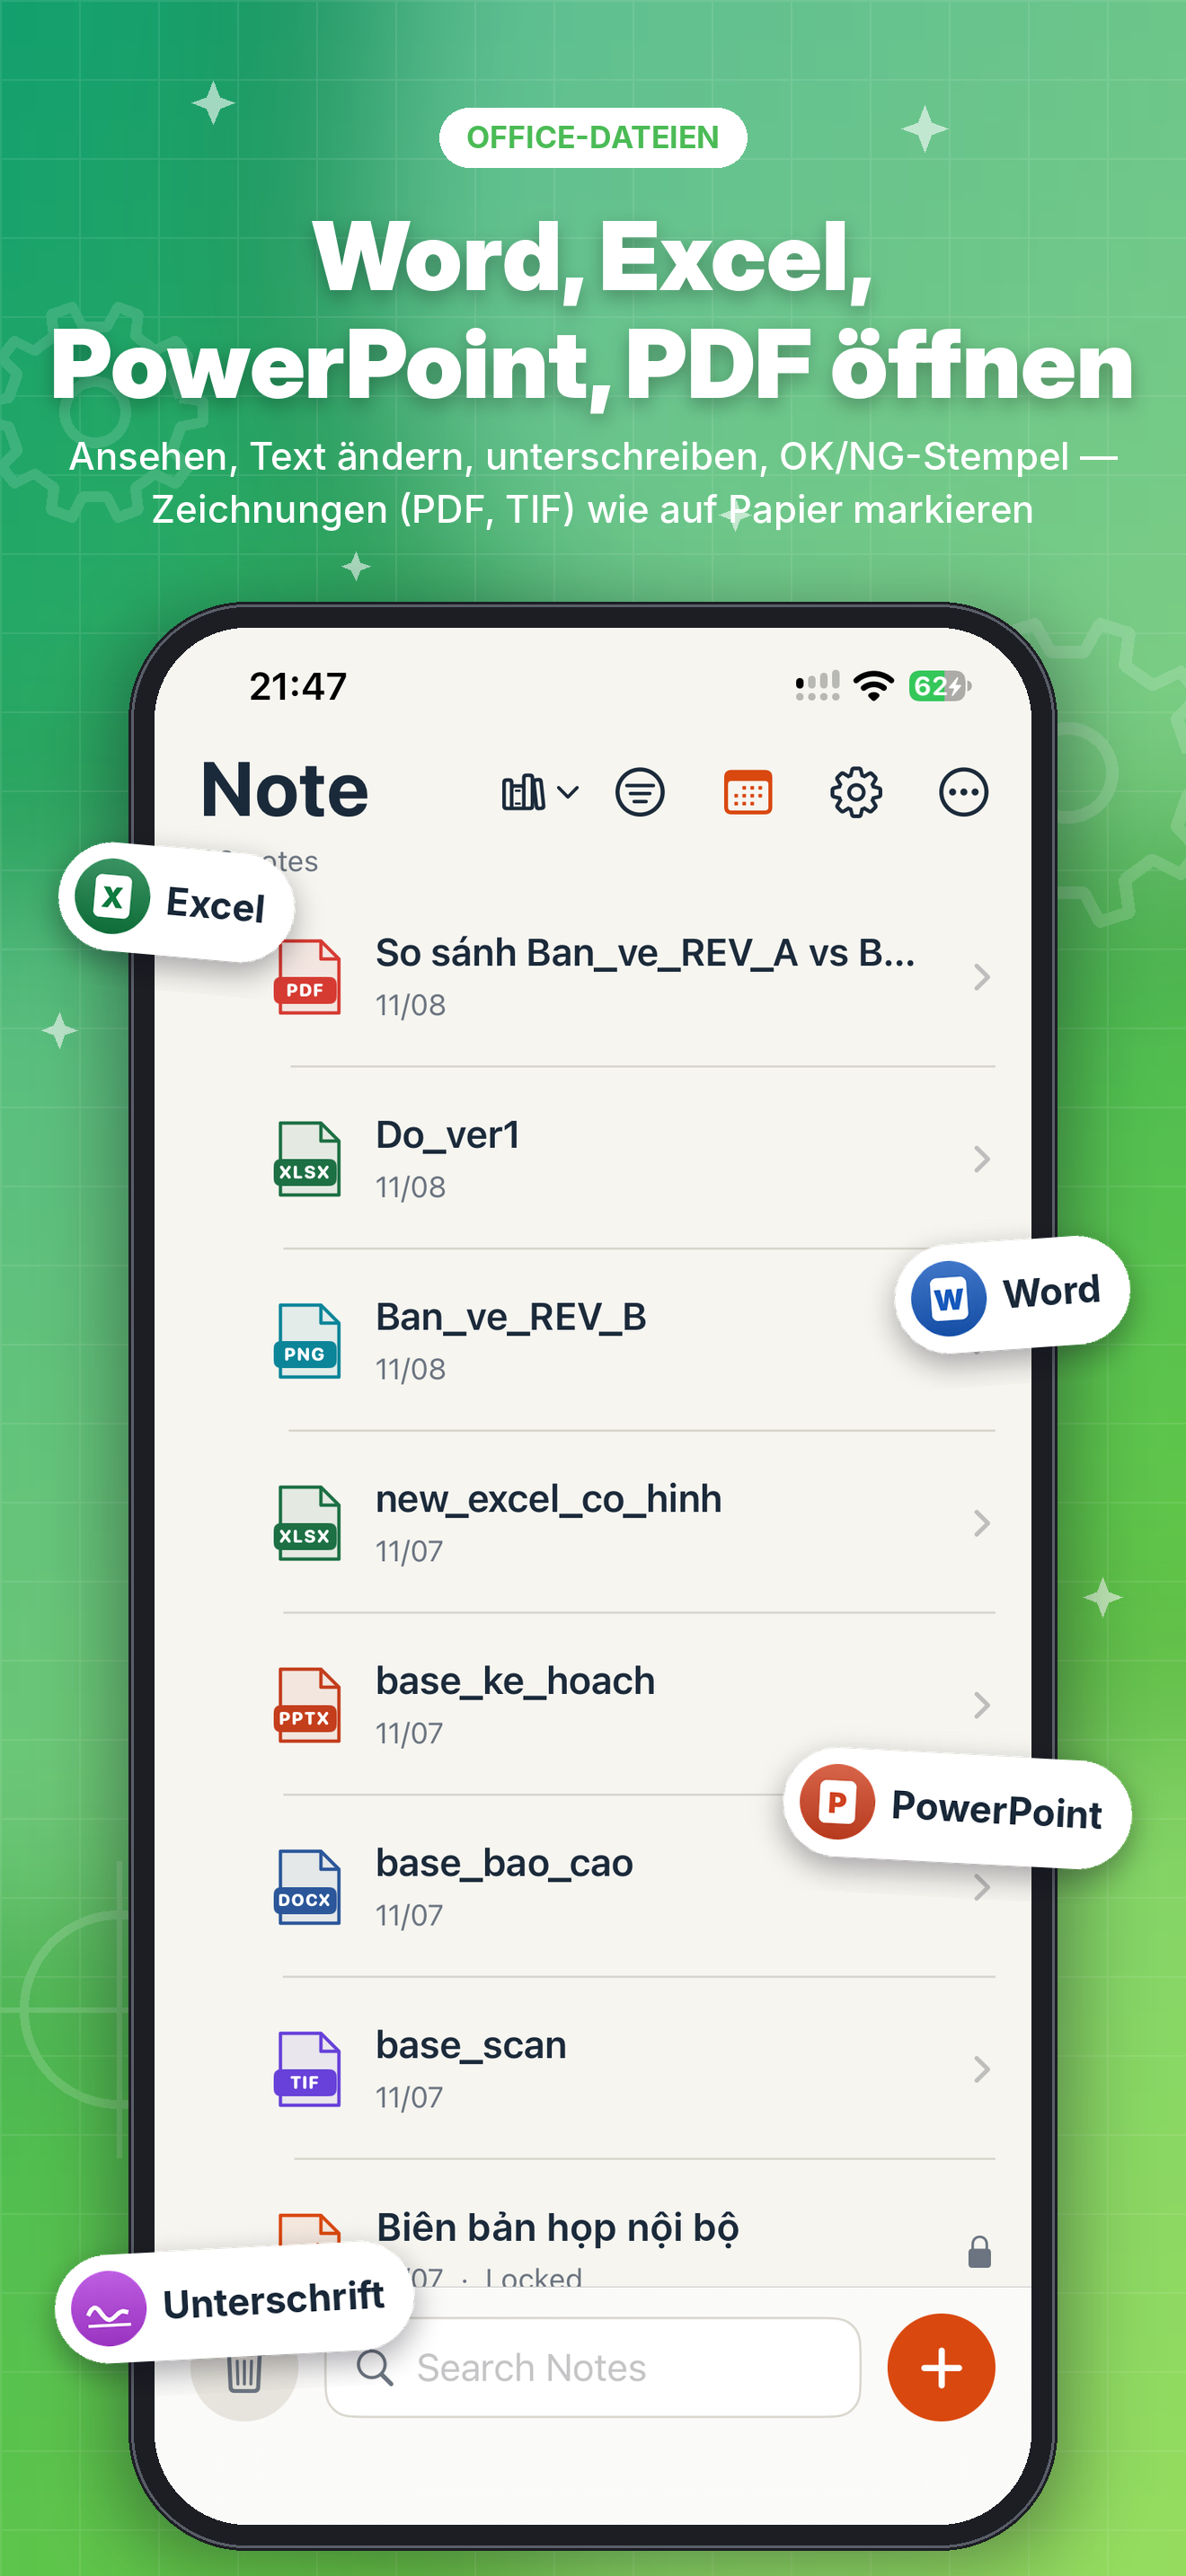 OFFICE-DATEIEN
Word, Excel,
PowerPoint, PDF öffnen
Ansehen, Text ändern, unterschreiben, OK/NG-Stempel —
Zeichnungen (PDF, TIF) wie auf Papier markieren
21:47
62
Note
Excel
PDF
So sánh Ban_ve_REV_A vs B...
11/08
XLSX
Do_ver1
11/08
Word
PNG
Ban_ve_REV_B
11/08
XLSX
new_excel_co_hinh
11/07
PPTX
base_ke_hoach
11/07
PowerPoint
DOCX
base_bao_cao
11/07
TIF
base_scan
11/07
Biên bản họp nội bộ
07 · Locked
Unterschrift
Search Notes